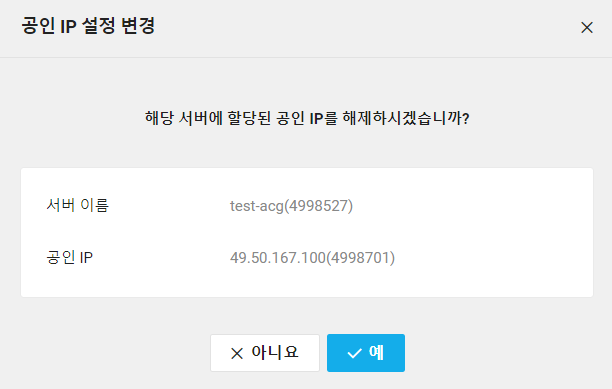 공인 IP 설정 변경
해당 서버에 할당된 공인 IP를 해제하시겠습니까?
서버 이름 test-acg(4998527)
공인 IP 49.50.167.100(4998701)
아니요 예